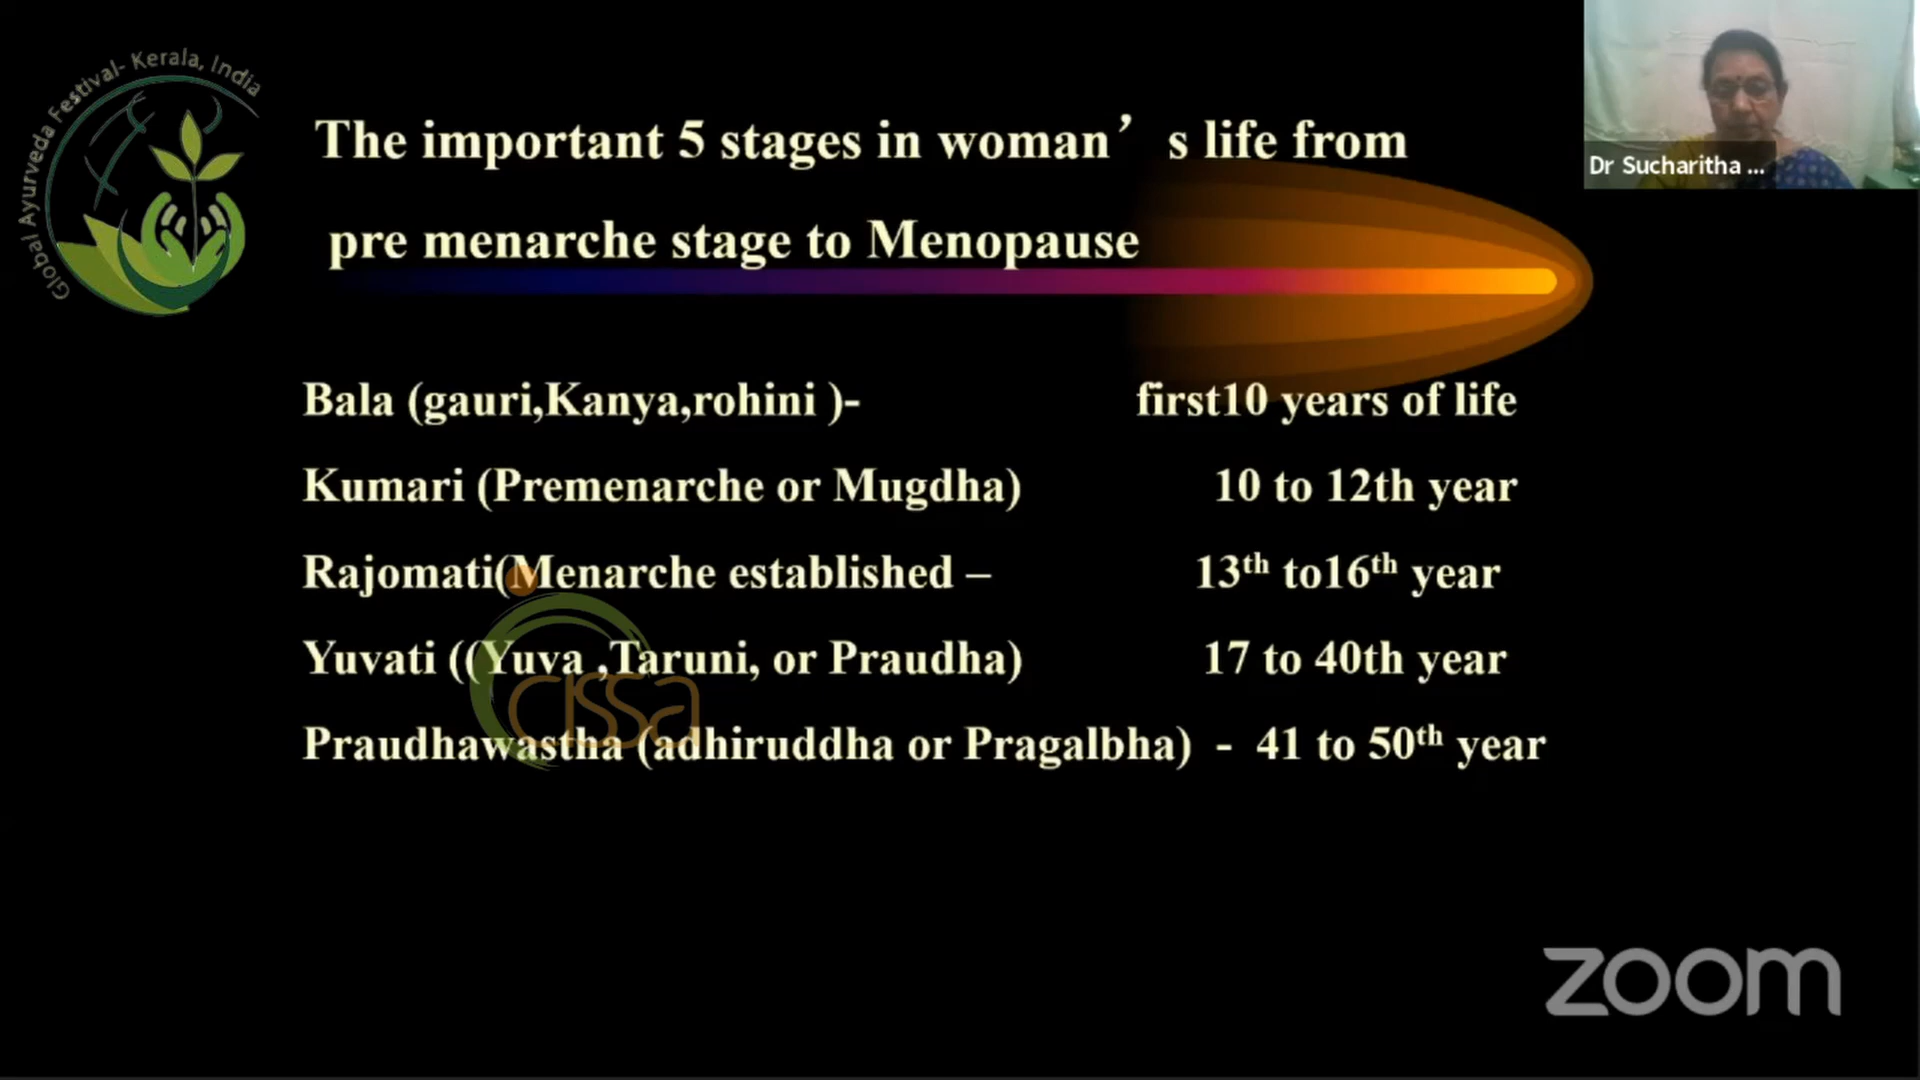 Global Ayurveda Festival- Kerala, India
The important 5 stages in woman’ s life from
pre menarche stage to Menopause
Dr Sucharitha ...
Bala (gauri,Kanya,rohini )- first10 years of life
Kumari (Premenarche or Mugdha) 10 to 12th year
Rajomati(Menarche established – 13th to16th year
Yuvati ((Yuva ,Taruni, or Praudha) 17 to 40th year
Praudhawastha (adhiruddha or Pragalbha) - 41 to 50th year
cissa
zoom